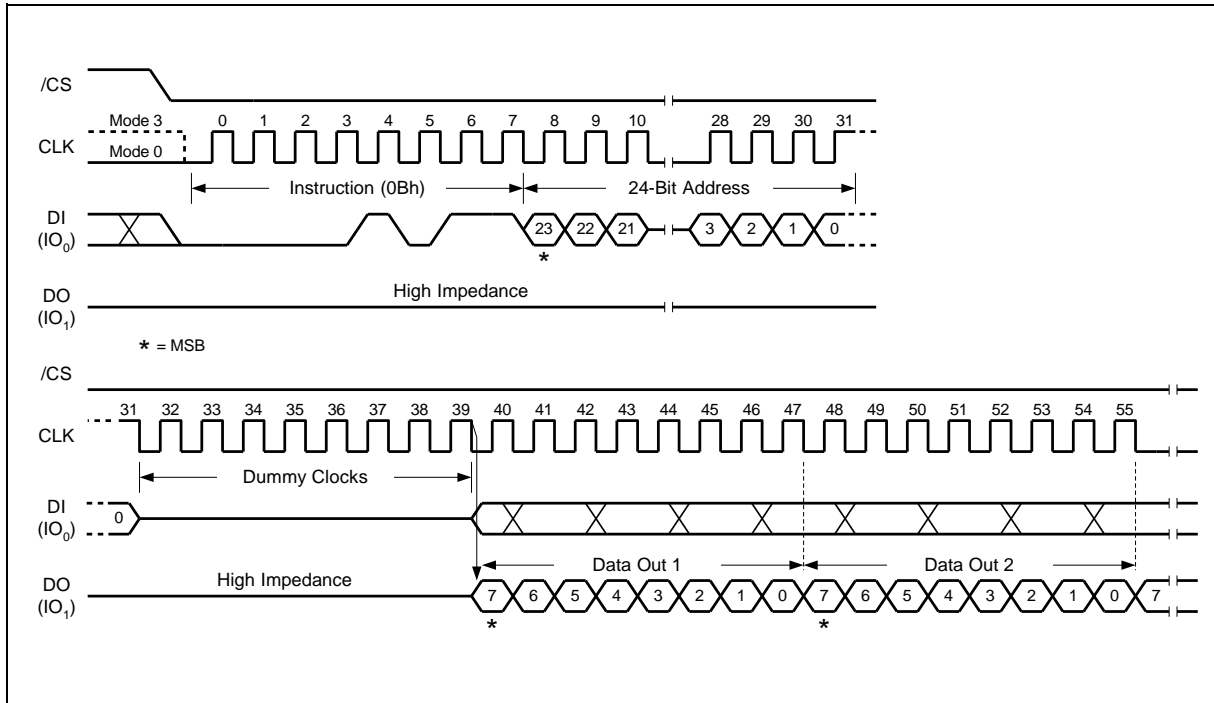 /CS
Mode 3 0 1 2 3 4 5 6 7 8 9 10 28 29 30 31
CLK
Mode 0
Instruction (0Bh) 24-Bit Address
DI
(IO0) 23 22 21 3 2 1 0
*
High Impedance
DO
(IO1)
* = MSB
/CS
31 32 33 34 35 36 37 38 39 40 41 42 43 44 45 46 47 48 49 50 51 52 53 54 55
CLK
Dummy Clocks
DI
(IO0) 0
Data Out 1 Data Out 2
High Impedance
DO
(IO1) 7 6 5 4 3 2 1 0 7 6 5 4 3 2 1 0 7
* *